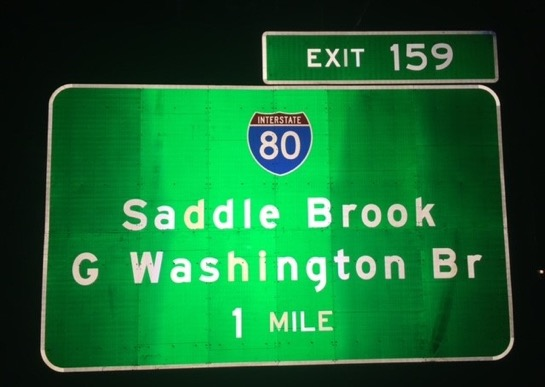 EXIT 159
INTERSTATE
80
Saddle Brook
G Washington Br
1 MILE